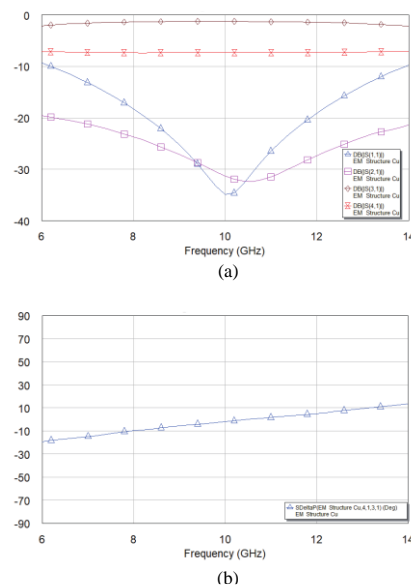 0
-10
-20
-30
-40
DB(|S(1,1)|)
EM Structure Cu
DB(|S(2,1)|)
EM Structure Cu
DB(|S(3,1)|)
EM Structure Cu
DB(|S(4,1)|)
EM Structure Cu
6 8 10 12 14
Frequency (GHz)
(a)
90
70
50
30
10
-10
-30
-50
-70
-90
SDeltaP(EM Structure Cu,4,1,3,1) (Deg)
EM Structure Cu
6 8 10 12 14
Frequency (GHz)
(b)